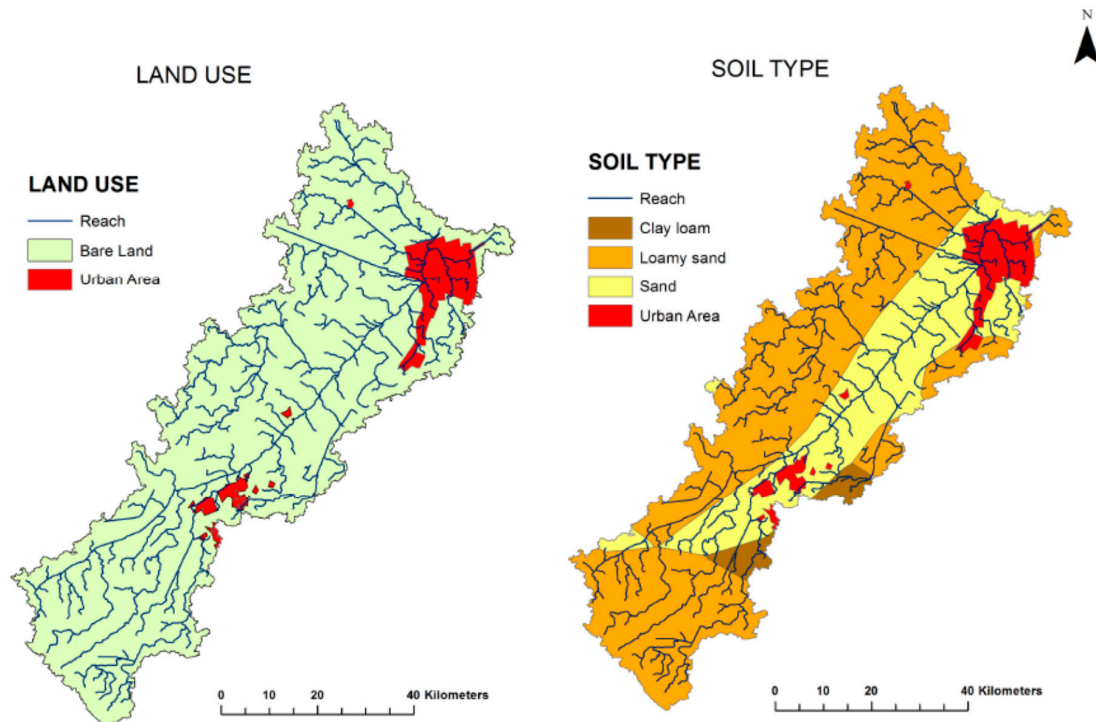 N
LAND USE
SOIL TYPE
LAND USE
Reach
Bare Land
Urban Area
SOIL TYPE
Reach
Clay loam
Loamy sand
Sand
Urban Area
0 10 20 40 Kilometers
0 10 20 40 Kilometers